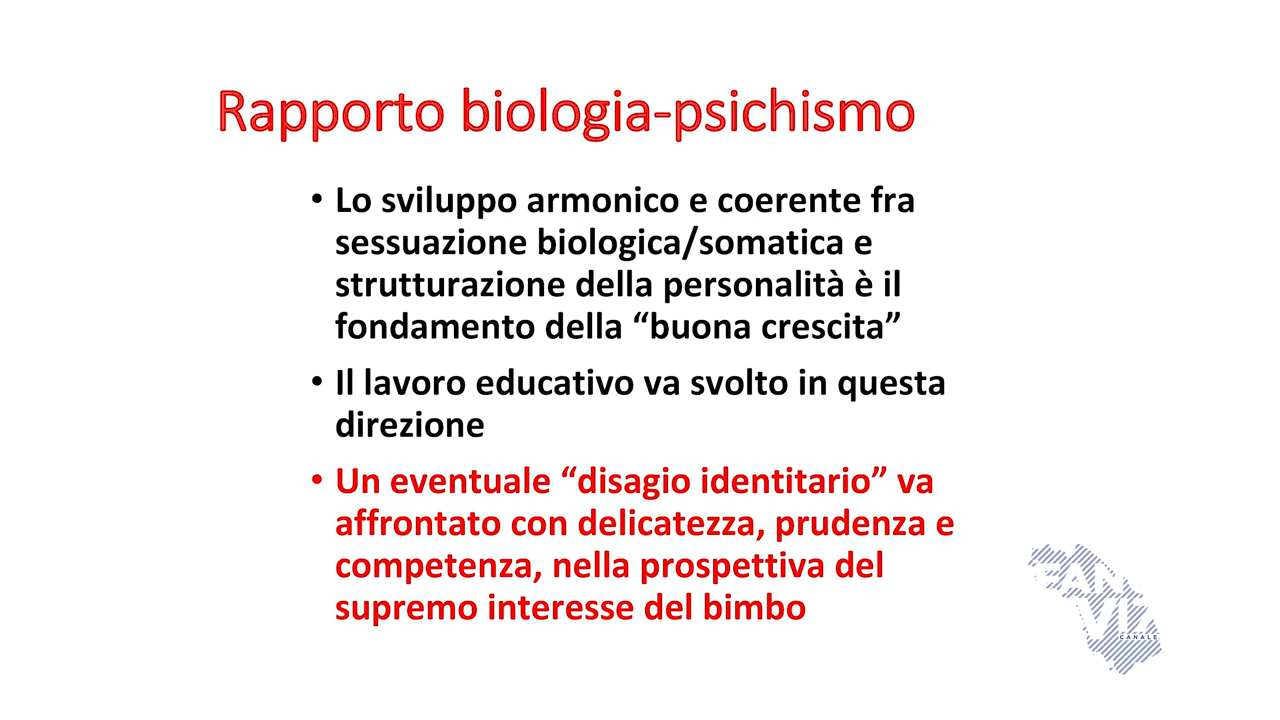 Rapporto biologia-psichismo
• Lo sviluppo armonico e coerente fra
sessuazione biologica/somatica e
strutturazione della personalità è il
fondamento della “buona crescita”
• Il lavoro educativo va svolto in questa
direzione
• Un eventuale “disagio identitario” va
affrontato con delicatezza, prudenza e
competenza, nella prospettiva del
supremo interesse del bimbo
CANALE